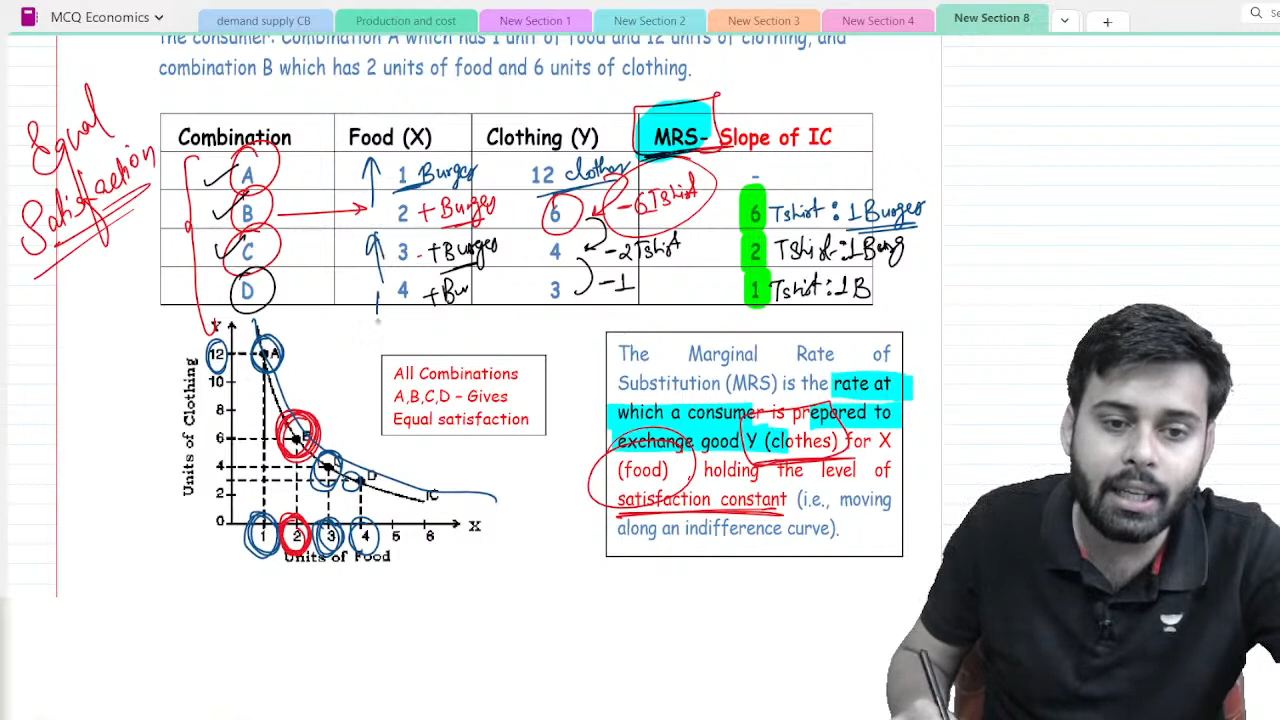 MCQ Economics
demand supply CB
Production and cost
New Section 1
New Section 2
New Section 3
New Section 4
New Section 8
+
Se
The consumer. Combination A which has 1 unit of food and 12 units of clothing, and
combination B which has 2 units of food and 6 units of clothing.
Equal
Satisfaction
Combination Food (X) Clothing (Y) MRS- Slope of IC
A 1 Burger 12 clothes -
B 2 + Burger 6 - 6 Tshirt 6 Tshirt : 1 Burger
C 3 - + Burger 4 - 2 Tshirt 2 Tshirt : 1 Burg
D 4 + Bur 3 - 1 1 Tshirt : 1 B
Y
12
10
8
6
4
2
0
Units of Clothing
A
B
D
IC
X
1 2 3 4 5 6
Units of Food
All Combinations
A,B,C,D – Gives
Equal satisfaction
The Marginal Rate of
Substitution (MRS) is the rate at
which a consumer is prepared to
exchange good Y (clothes) for X
(food), holding the level of
satisfaction constant (i.e., moving
along an indifference curve).